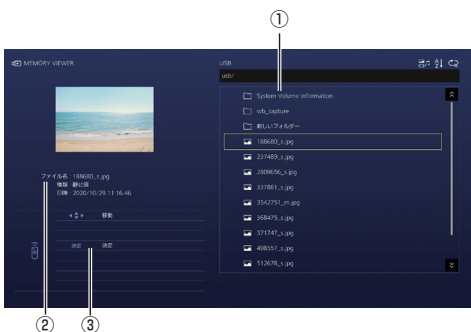 ①
MEMORY VIEWER
USB
usb/
System Volume Information
wb_capture
新しいフォルダー
188680_s.jpg
237489_s.jpg
2809656_s.jpg
337861_s.jpg
3542751_m.jpg
368475_s.jpg
371747_s.jpg
498557_s.jpg
512678_s.jpg
ファイル名 : 188680_s.jpg
種類 : 静止画
日時 : 2020/10/29 11:16:46
移動
決定 決定
② ③